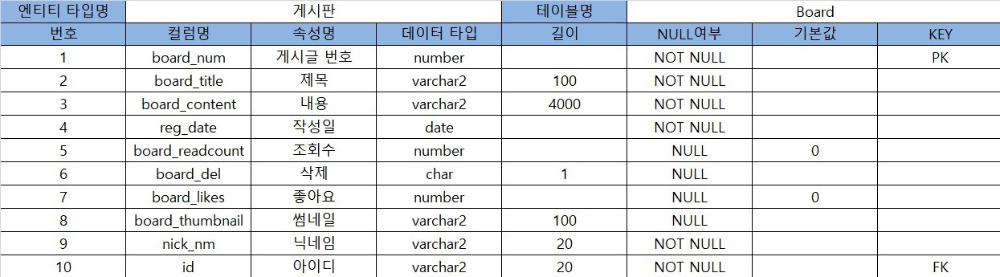 엔티티 타입명 게시판 테이블명 Board
번호 컬럼명 속성명 데이터 타입 길이 NULL여부 기본값 KEY
1 board_num 게시글 번호 number NOT NULL PK
2 board_title 제목 varchar2 100 NOT NULL
3 board_content 내용 varchar2 4000 NOT NULL
4 reg_date 작성일 date NOT NULL
5 board_readcount 조회수 number NULL 0
6 board_del 삭제 char 1 NULL
7 board_likes 좋아요 number NULL 0
8 board_thumbnail 썸네일 varchar2 100 NULL
9 nick_nm 닉네임 varchar2 20 NOT NULL
10 id 아이디 varchar2 20 NOT NULL FK